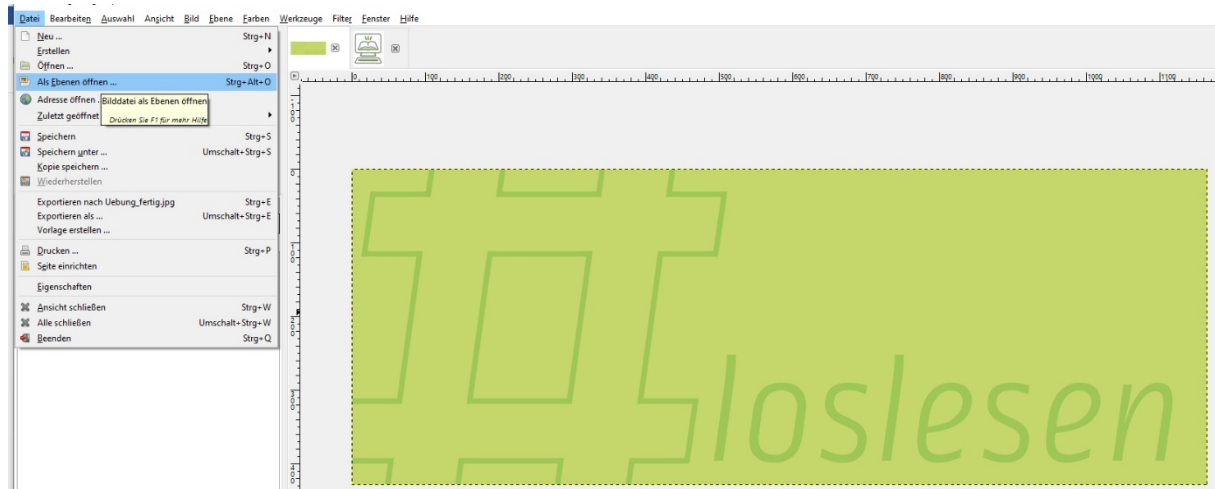 Datei Bearbeiten Auswahl Ansicht Bild Ebene Farben Werkzeuge Filter Fenster Hilfe
Neu ... Strg+N
Erstellen
Öffnen ... Strg+O
Als Ebenen öffnen ... Strg+Alt+O
Adresse öffnen
Bilddatei als Ebenen öffnen
Zuletzt geöffnet
Drücken Sie F1 für mehr Hilfe
Speichern Strg+S
Speichern unter ... Umschalt+Strg+S
Kopie speichern ...
Wiederherstellen
Exportieren nach Uebung_fertig.jpg Strg+E
Exportieren als ... Umschalt+Strg+E
Vorlage erstellen ...
Drucken ... Strg+P
Seite einrichten
Eigenschaften
Ansicht schließen Strg+W
Alle schließen Umschalt+Strg+W
Beenden Strg+Q
0 100 200 300 400 500 600 700 800 900 1000 1100
#loslesen